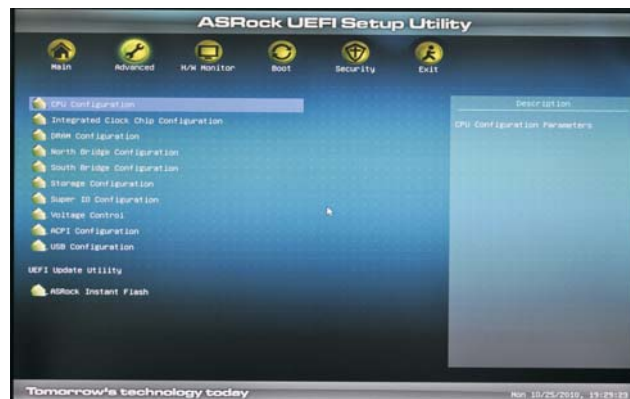 ASRock UEFI Setup Utility
Main
Advanced
H/W Monitor
Boot
Security
Exit
CPU Configuration
Integrated Clock Chip Configuration
DRAM Configuration
North Bridge Configuration
South Bridge Configuration
Storage Configuration
Super IO Configuration
Voltage Control
ACPI Configuration
USB Configuration
UEFI Update Utility
ASRock Instant Flash
Description
CPU Configuration Parameters
Tomorrow's technology today
Mon 10/25/2010, 19:29:29